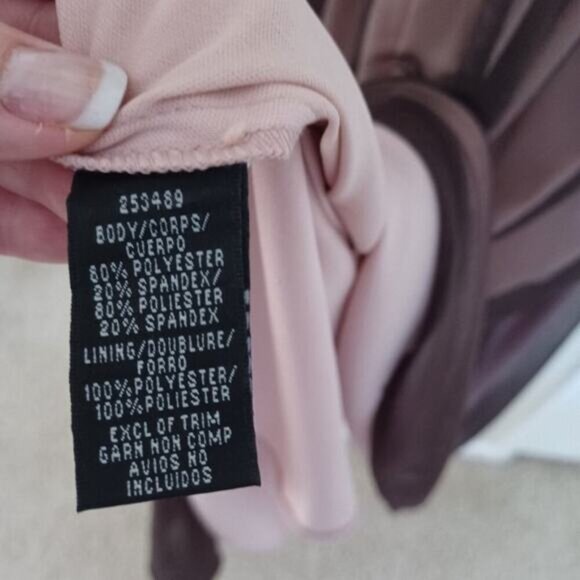 253489
BODY/CORPS/
CUERPO
80% POLYESTER
20% SPANDEX/
80% POLIESTER
20% SPANDEX
LINING/DOUBLURE/
FORRO
100% POLYESTER/
100% POLIESTER
EXCL OF TRIM
GARN NON COMP
AVIOS NO
INCLUIDOS